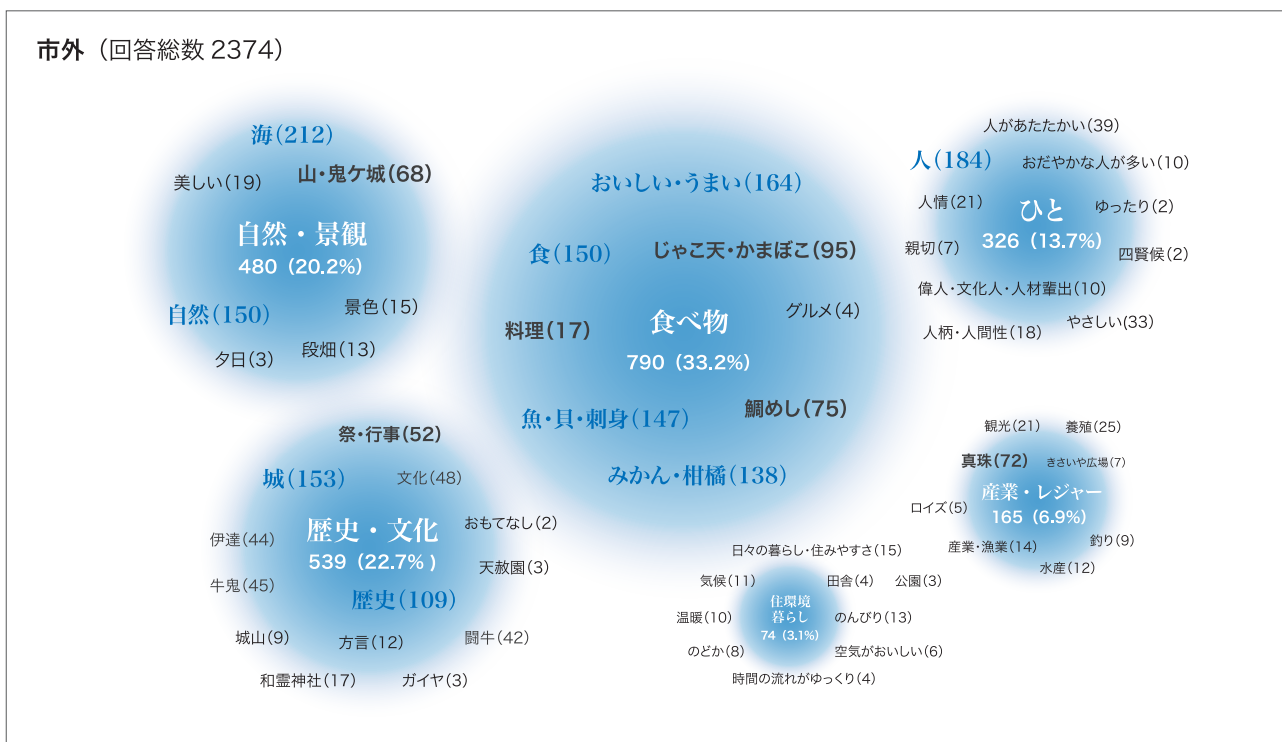 市外（回答総数 2374）
海(212)
美しい(19)
山・鬼ケ城(68)
自然・景観
480（20.2%）
自然(150)
景色(15)
夕日(3)
段畑(13)
おいしい・うまい(164)
食(150)
じゃこ天・かまぼこ(95)
グルメ(4)
料理(17)
食べ物
790（33.2%）
鯛めし(75)
魚・貝・刺身(147)
みかん・柑橘(138)
人があたたかい(39)
人(184)
おだやかな人が多い(10)
人情(21)
ひと
ゆったり(2)
326（13.7%）
親切(7)
四賢候(2)
偉人・文化人・人材輩出(10)
人柄・人間性(18)
やさしい(33)
祭・行事(52)
城(153)
文化(48)
歴史・文化
539（22.7% ）
おもてなし(2)
伊達(44)
天赦園(3)
牛鬼(45)
歴史(109)
城山(9)
方言(12)
闘牛(42)
和霊神社(17)
ガイヤ(3)
観光(21)
養殖(25)
真珠(72)
きさいや広場(7)
産業・レジャー
165（6.9%）
ロイズ(5)
産業・漁業(14)
釣り(9)
水産(12)
日々の暮らし・住みやすさ(15)
気候(11)
田舎(4)
公園(3)
住環境
暮らし
74（3.1%）
温暖(10)
のんびり(13)
のどか(8)
空気がおいしい(6)
時間の流れがゆっくり(4)